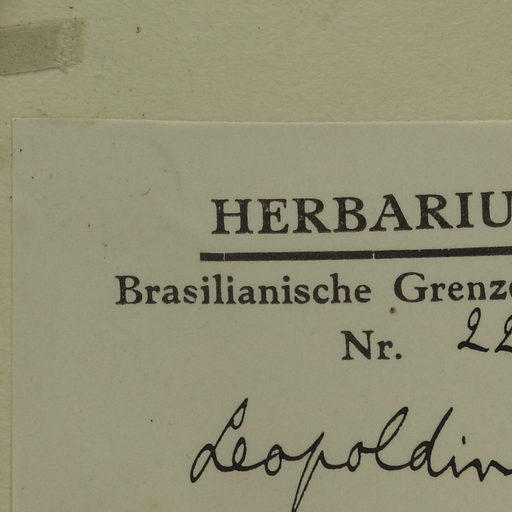 HERBARIU
Brasilianische Grenz
Nr. 22
Leopoldin